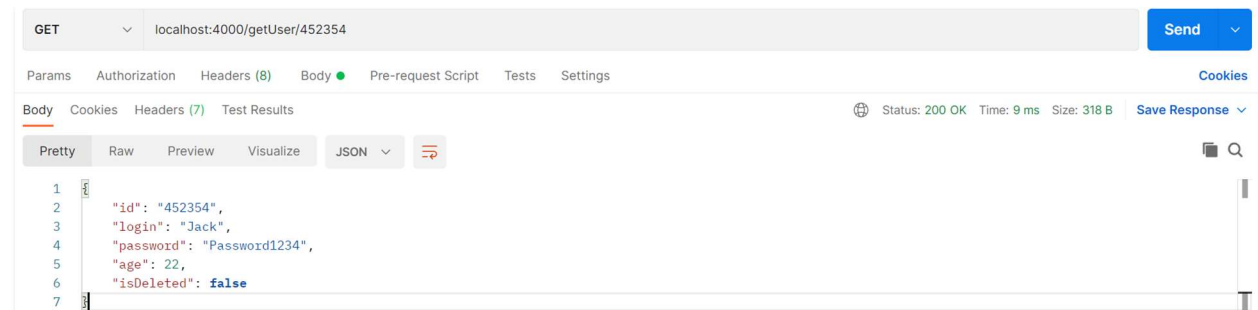 GET localhost:4000/getUser/452354 Send
Params Authorization Headers (8) Body Pre-request Script Tests Settings Cookies
Body Cookies Headers (7) Test Results Status: 200 OK Time: 9 ms Size: 318 B Save Response
Pretty Raw Preview Visualize JSON
1 {
2 "id": "452354",
3 "login": "Jack",
4 "password": "Password1234",
5 "age": 22,
6 "isDeleted": false
7 }